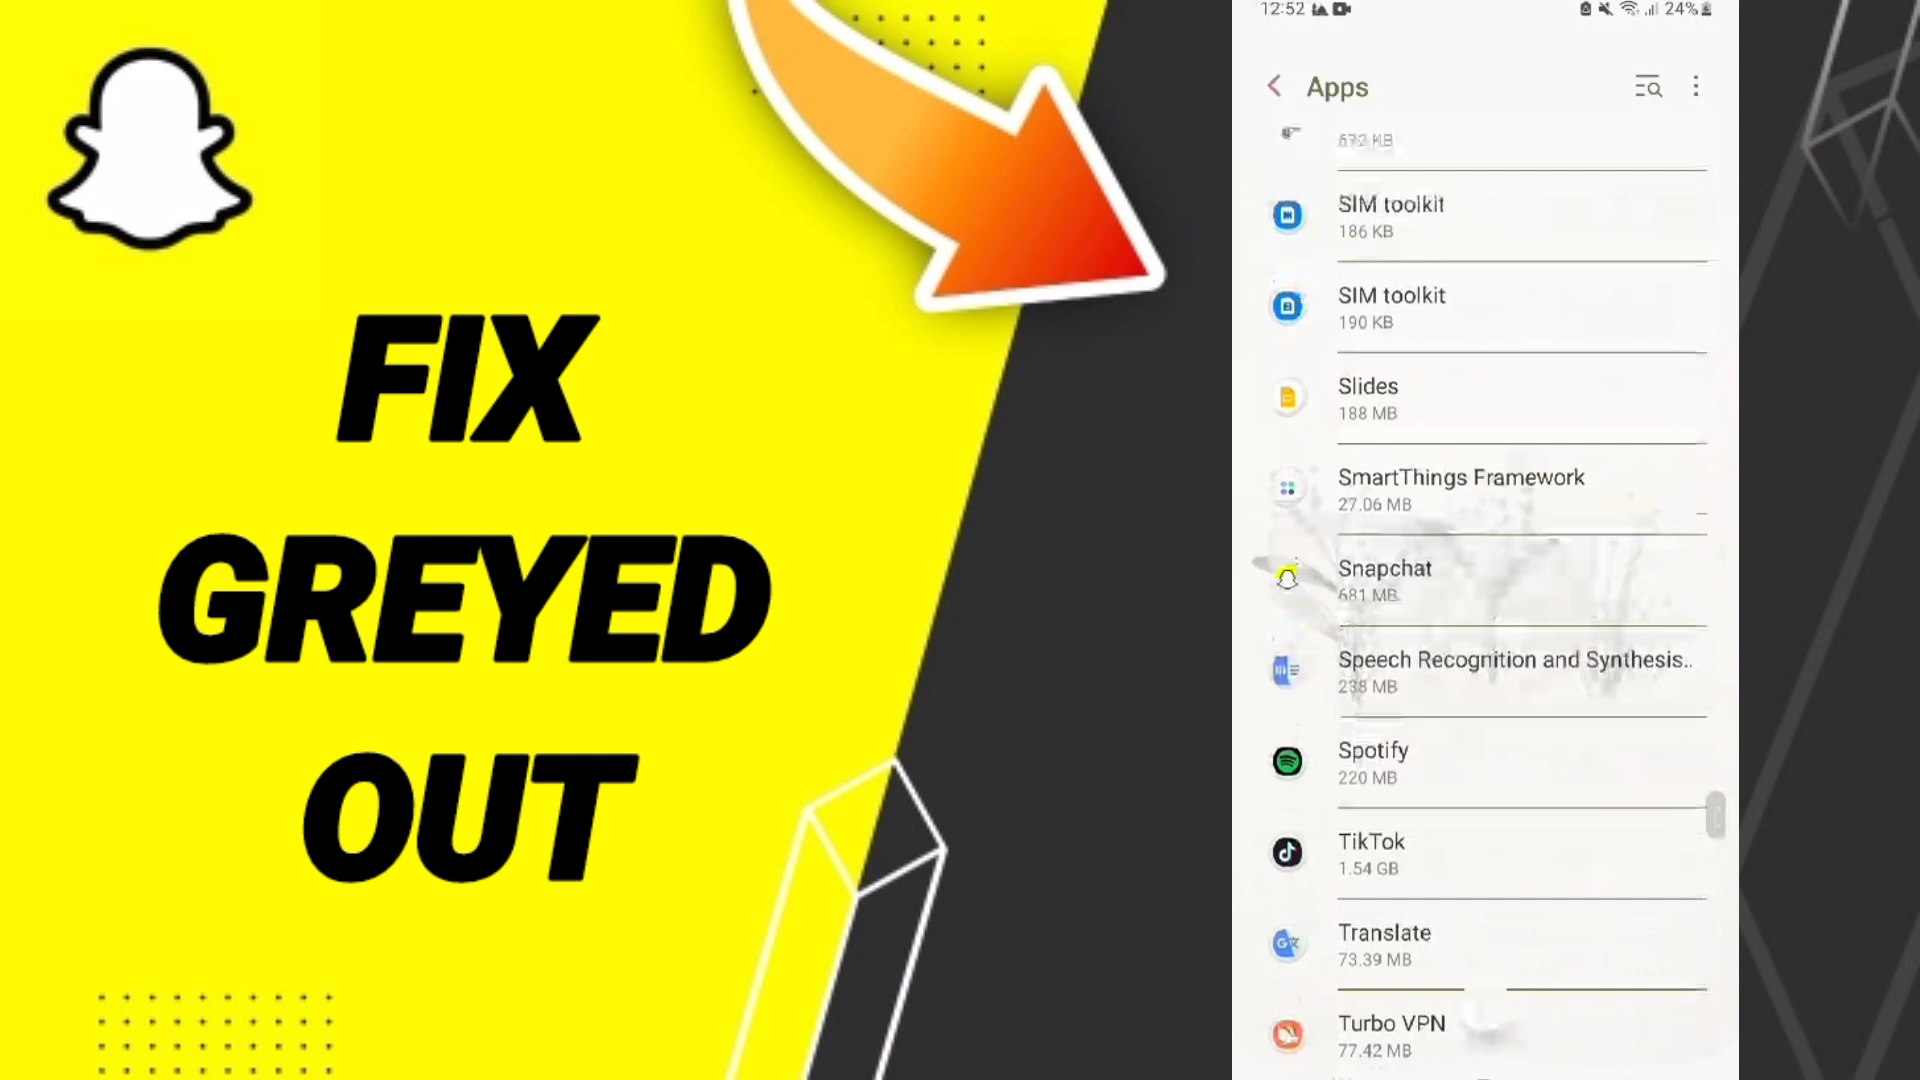 FIX
GREYED
OUT
12:52
24%
Apps
672 KB
SIM toolkit
186 KB
SIM toolkit
190 KB
Slides
188 MB
SmartThings Framework
27.06 MB
Snapchat
681 MB
Speech Recognition and Synthesis..
238 MB
Spotify
220 MB
TikTok
1.54 GB
Translate
73.39 MB
Turbo VPN
77.42 MB